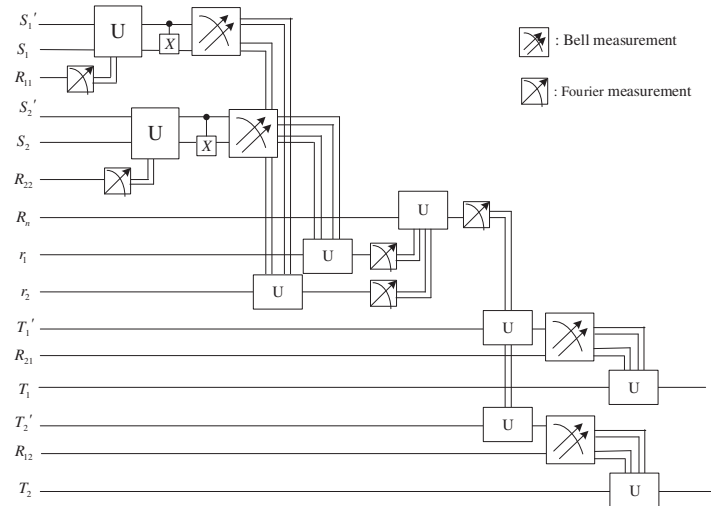 S₁′
S₁
R₁₁
S₂′
S₂
R₂₂
Rₙ
r₁
r₂
T₁′
R₂₁
T₁
T₂′
R₁₂
T₂
U
X
U
X
U
U
U
U
U
U
U
: Bell measurement
: Fourier measurement